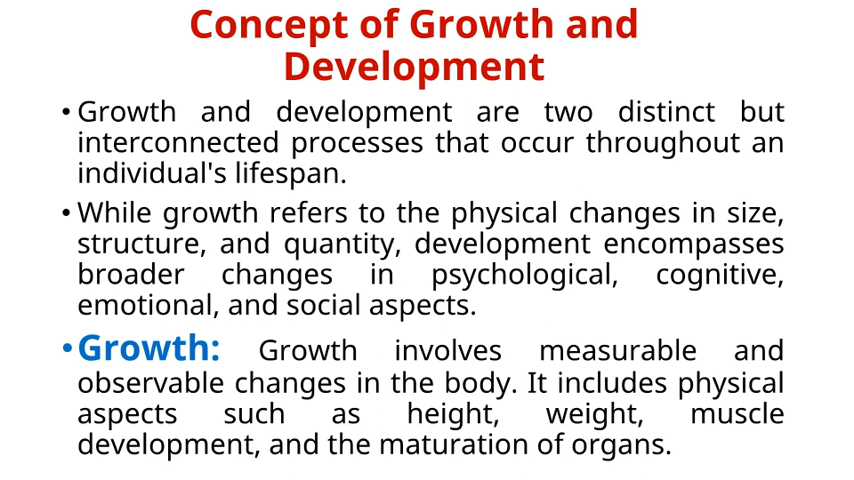 Concept of Growth and
Development
• Growth and development are two distinct but
interconnected processes that occur throughout an
individual's lifespan.
• While growth refers to the physical changes in size,
structure, and quantity, development encompasses
broader changes in psychological, cognitive,
emotional, and social aspects.
• Growth: Growth involves measurable and
observable changes in the body. It includes physical
aspects such as height, weight, muscle
development, and the maturation of organs.